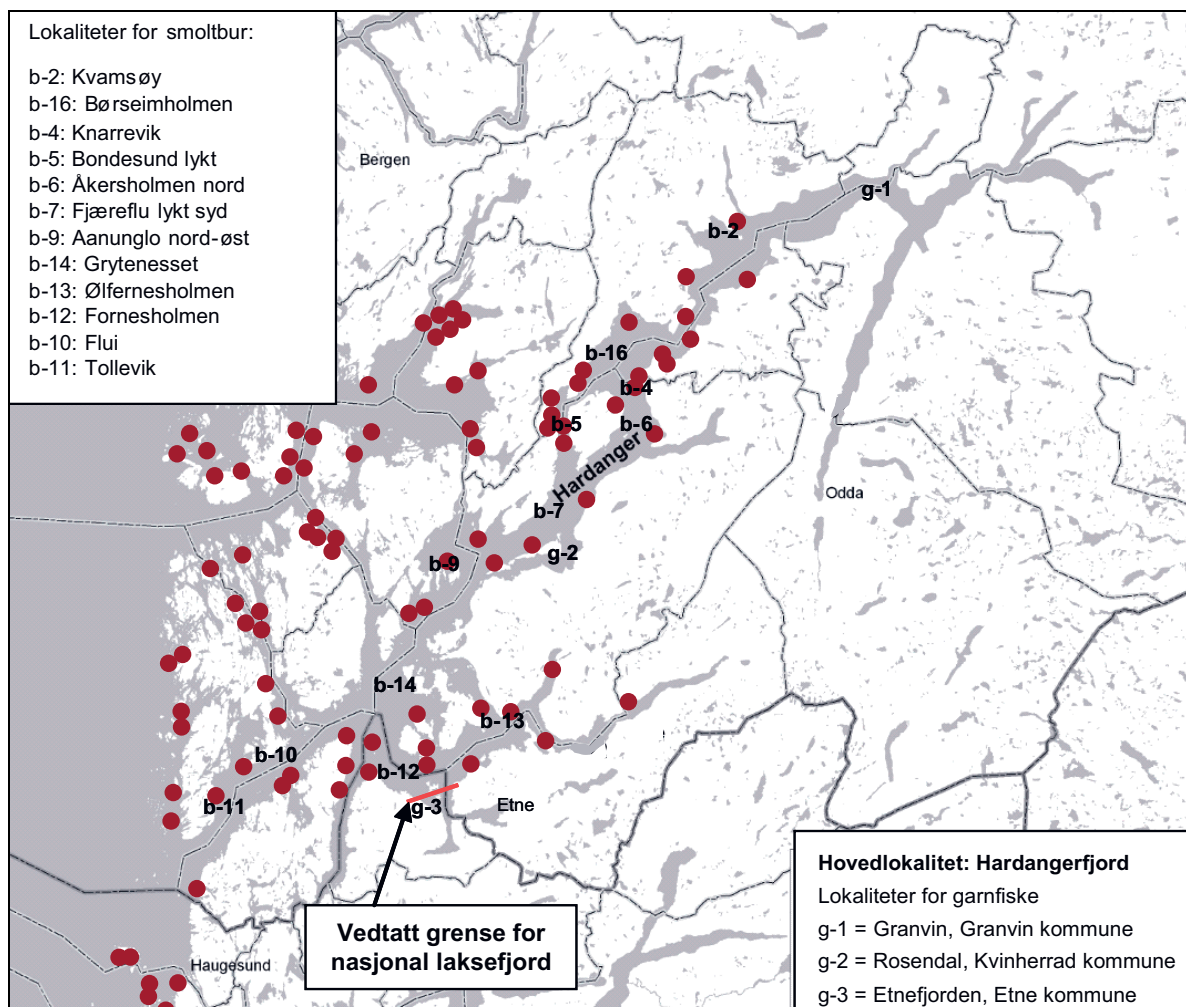 Lokaliteter for smoltbur:
b-2: Kvamsøy
b-16: Børseimholmen
b-4: Knarrevik
b-5: Bondesund lykt
b-6: Åkersholmen nord
b-7: Fjæreflu lykt syd
b-9: Aanunglo nord-øst
b-14: Grytenesset
b-13: Ølfernesholmen
b-12: Fornesholmen
b-10: Flui
b-11: Tollevik
Bergen
g-1
b-2
b-16
b-4
b-5
b-6
Hardanger
Odda
b-7
g-2
b-9
b-14
b-13
b-10
b-12
b-11
g-3
Etne
Vedtatt grense for
nasjonal laksefjord
Haugesund
Hovedlokalitet: Hardangerfjord
Lokaliteter for garnfiske
g-1 = Granvin, Granvin kommune
g-2 = Rosendal, Kvinherrad kommune
g-3 = Etnefjorden, Etne kommune